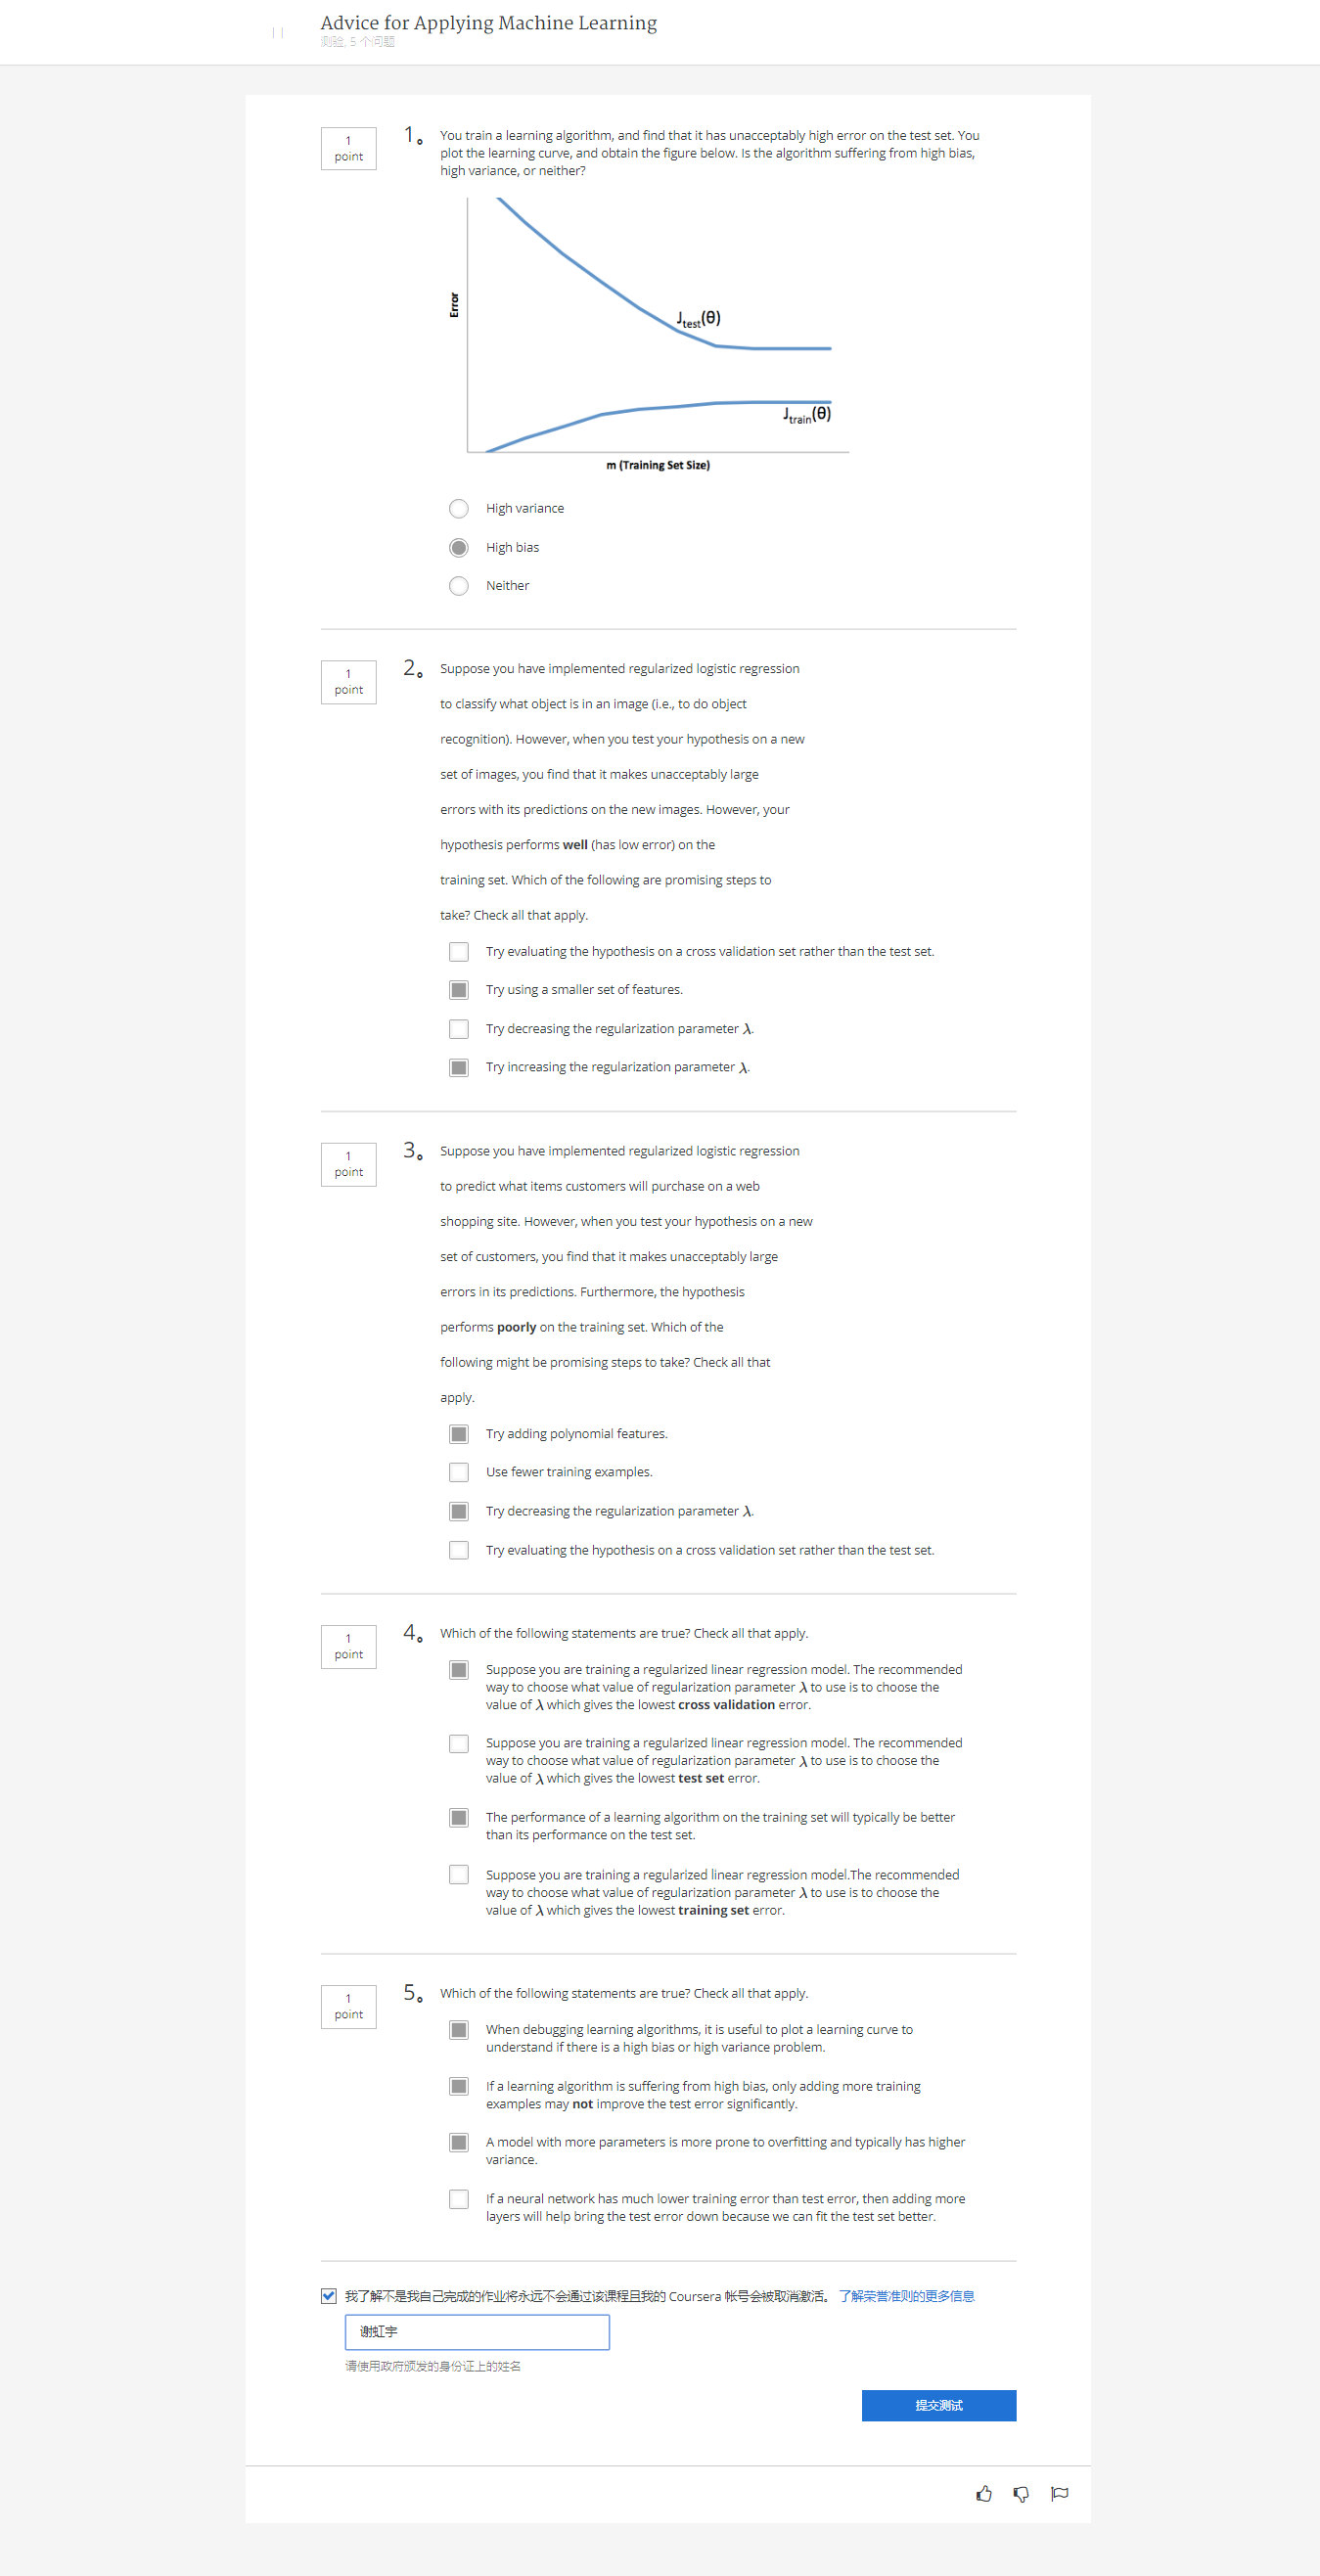 Advice for Applying Machine Learning
测验, 5 个问题
1
point
1。
You train a learning algorithm, and find that it has unacceptably high error on the test set. You
plot the learning curve, and obtain the figure below. Is the algorithm suffering from high bias,
high variance, or neither?
Error
Jtest(θ)
Jtrain(θ)
m (Training Set Size)
High variance
High bias
Neither
1
point
2。
Suppose you have implemented regularized logistic regression
to classify what object is in an image (i.e., to do object
recognition). However, when you test your hypothesis on a new
set of images, you find that it makes unacceptably large
errors with its predictions on the new images. However, your
hypothesis performs well (has low error) on the
training set. Which of the following are promising steps to
take? Check all that apply.
Try evaluating the hypothesis on a cross validation set rather than the test set.
Try using a smaller set of features.
Try decreasing the regularization parameter λ.
Try increasing the regularization parameter λ.
1
point
3。
Suppose you have implemented regularized logistic regression
to predict what items customers will purchase on a web
shopping site. However, when you test your hypothesis on a new
set of customers, you find that it makes unacceptably large
errors in its predictions. Furthermore, the hypothesis
performs poorly on the training set. Which of the
following might be promising steps to take? Check all that
apply.
Try adding polynomial features.
Use fewer training examples.
Try decreasing the regularization parameter λ.
Try evaluating the hypothesis on a cross validation set rather than the test set.
1
point
4。
Which of the following statements are true? Check all that apply.
Suppose you are training a regularized linear regression model. The recommended
way to choose what value of regularization parameter λ to use is to choose the
value of λ which gives the lowest cross validation error.
Suppose you are training a regularized linear regression model. The recommended
way to choose what value of regularization parameter λ to use is to choose the
value of λ which gives the lowest test set error.
The performance of a learning algorithm on the training set will typically be better
than its performance on the test set.
Suppose you are training a regularized linear regression model.The recommended
way to choose what value of regularization parameter λ to use is to choose the
value of λ which gives the lowest training set error.
1
point
5。
Which of the following statements are true? Check all that apply.
When debugging learning algorithms, it is useful to plot a learning curve to
understand if there is a high bias or high variance problem.
If a learning algorithm is suffering from high bias, only adding more training
examples may not improve the test error significantly.
A model with more parameters is more prone to overfitting and typically has higher
variance.
If a neural network has much lower training error than test error, then adding more
layers will help bring the test error down because we can fit the test set better.
我了解不是我自己完成的作业将永远不会通过该课程且我的 Coursera 帐号会被取消激活。 了解荣誉准则的更多信息
谢虹宇
请使用政府颁发的身份证上的姓名
提交测试